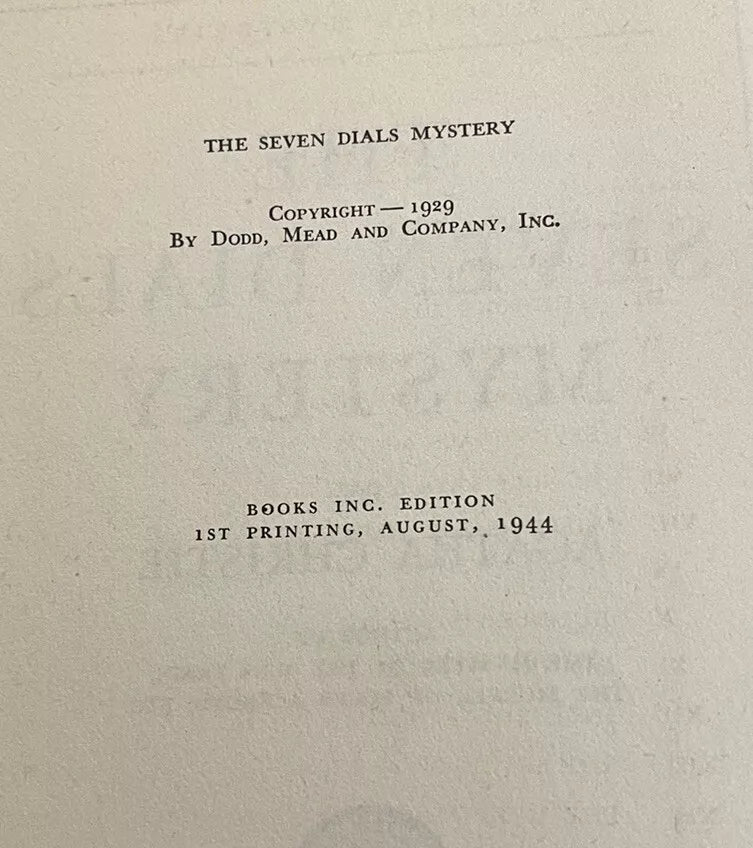 THE SEVEN DIALS MYSTERY
COPYRIGHT — 1929
BY DODD, MEAD AND COMPANY, INC.
BOOKS INC. EDITION
1ST PRINTING, AUGUST, 1944